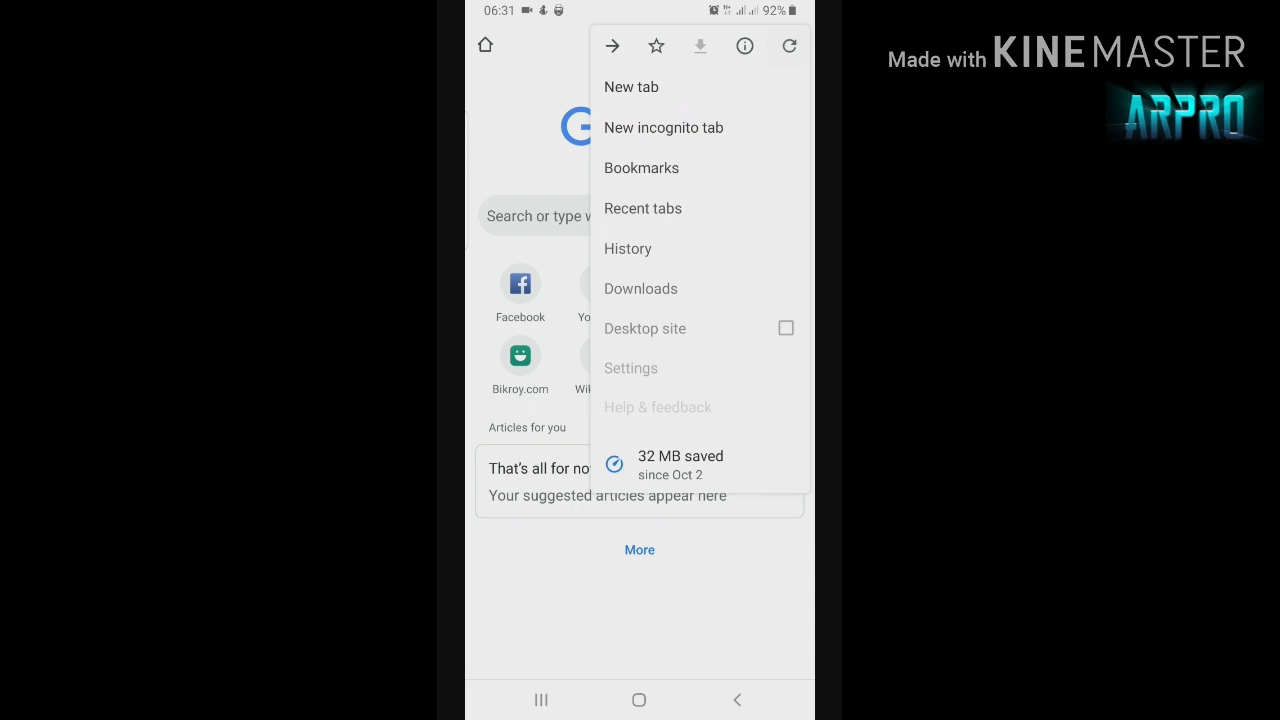 06:31
92%
Made with KINEMASTER
ARPRO
New tab
New incognito tab
Bookmarks
Search or type w
Recent tabs
History
Downloads
Facebook
Yo
Desktop site
Settings
Bikroy.com
Wil
Help & feedback
Articles for you
32 MB saved
since Oct 2
That's all for no
Your suggested articles appear here
More